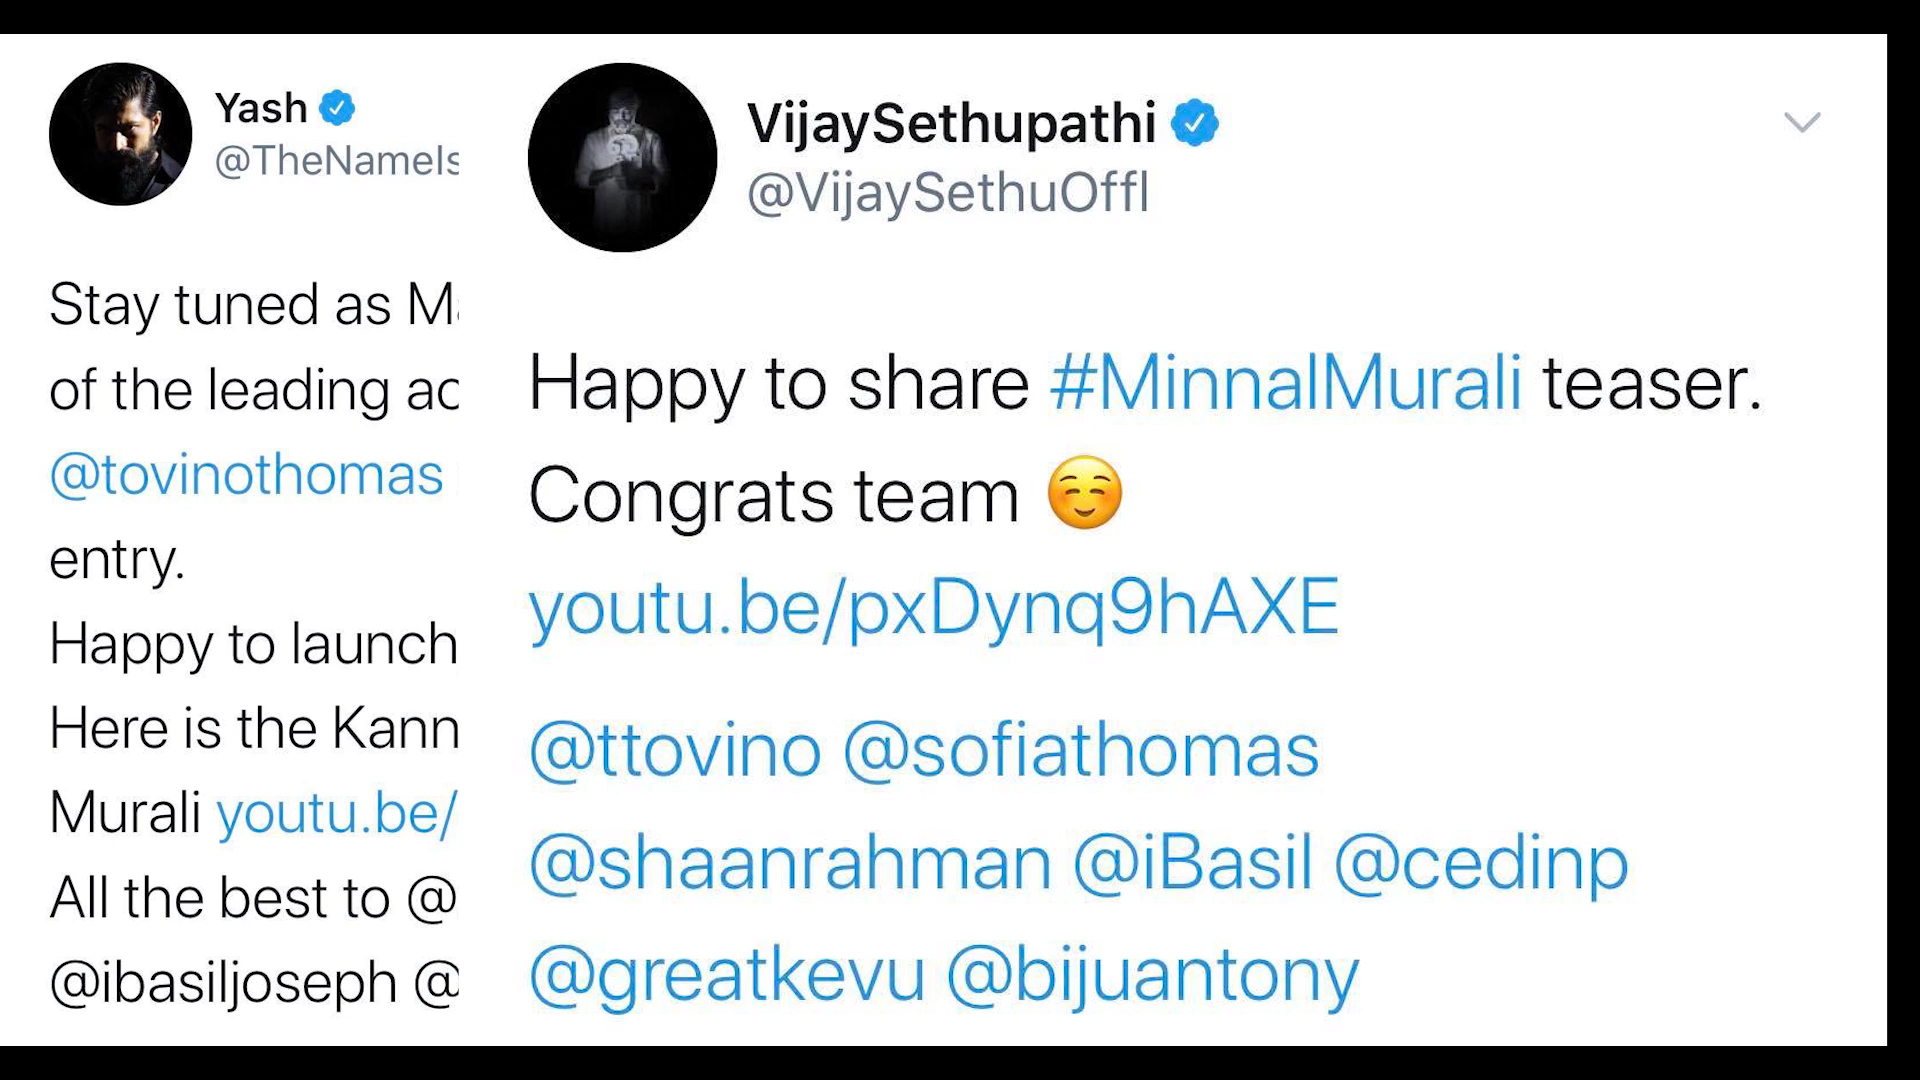 Yash
@TheNameIs
Stay tuned as
of the leading
@tovinothomas
entry.
Happy to launch
Here is the
Murali youtu.be/
All the best to @
@ibasiljoseph @
VijaySethupathi
@VijaySethuOffl
Happy to share #MinnalMurali teaser.
Congrats team ☺️
youtu.be/pxDynq9hAXE
@ttovino @sofiathomas
@shaanrahman @iBasil @cedinp
@greatkevu @bijuantony